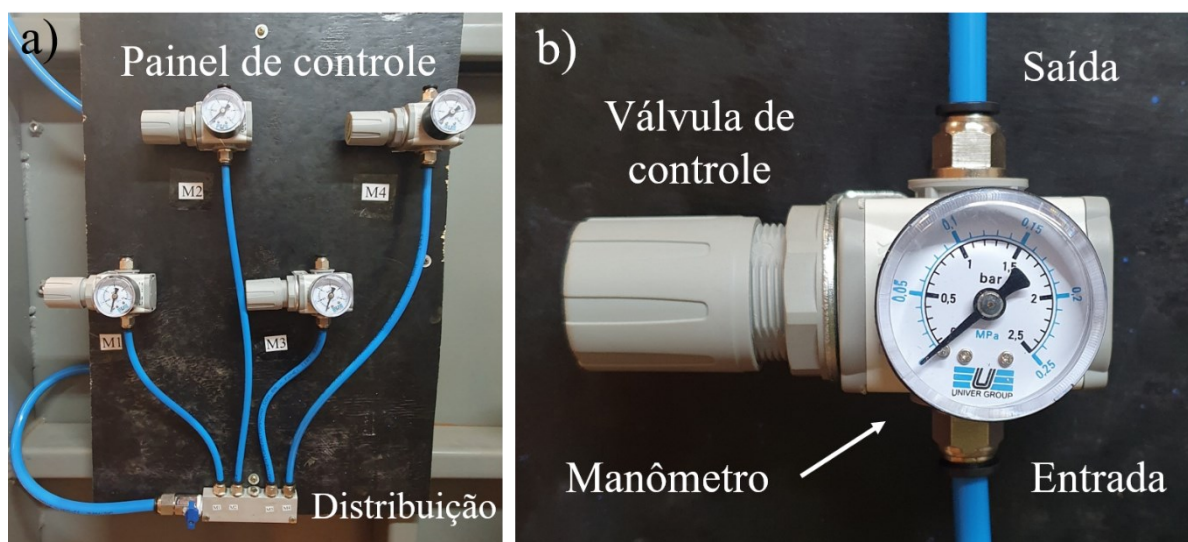 a)
Painel de controle
M2
M4
M1
M3
Distribuição
b)
Saída
Válvula de
controle
0,1
0,15
1
1,5
bar
0,05
0,5
2
0,2
MPa
2,5
0,25
UNIVER GROUP
Manômetro
Entrada